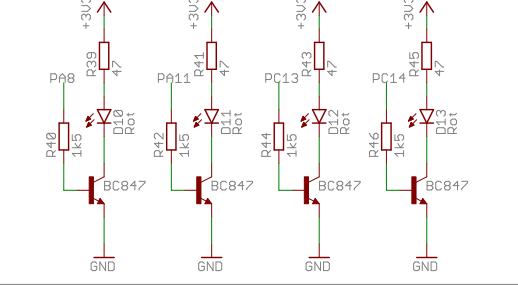 +3V3 +3V3 +3V3 +3V3
R39 47 R41 47 R43 47 R45 47
PA8 PA11 PC13 PC14
D10 Rot D11 Rot D12 Rot D13 Rot
R40 1k5 R42 1k5 R44 1k5 R46 1k5
BC847 BC847 BC847 BC847
GND GND GND GND